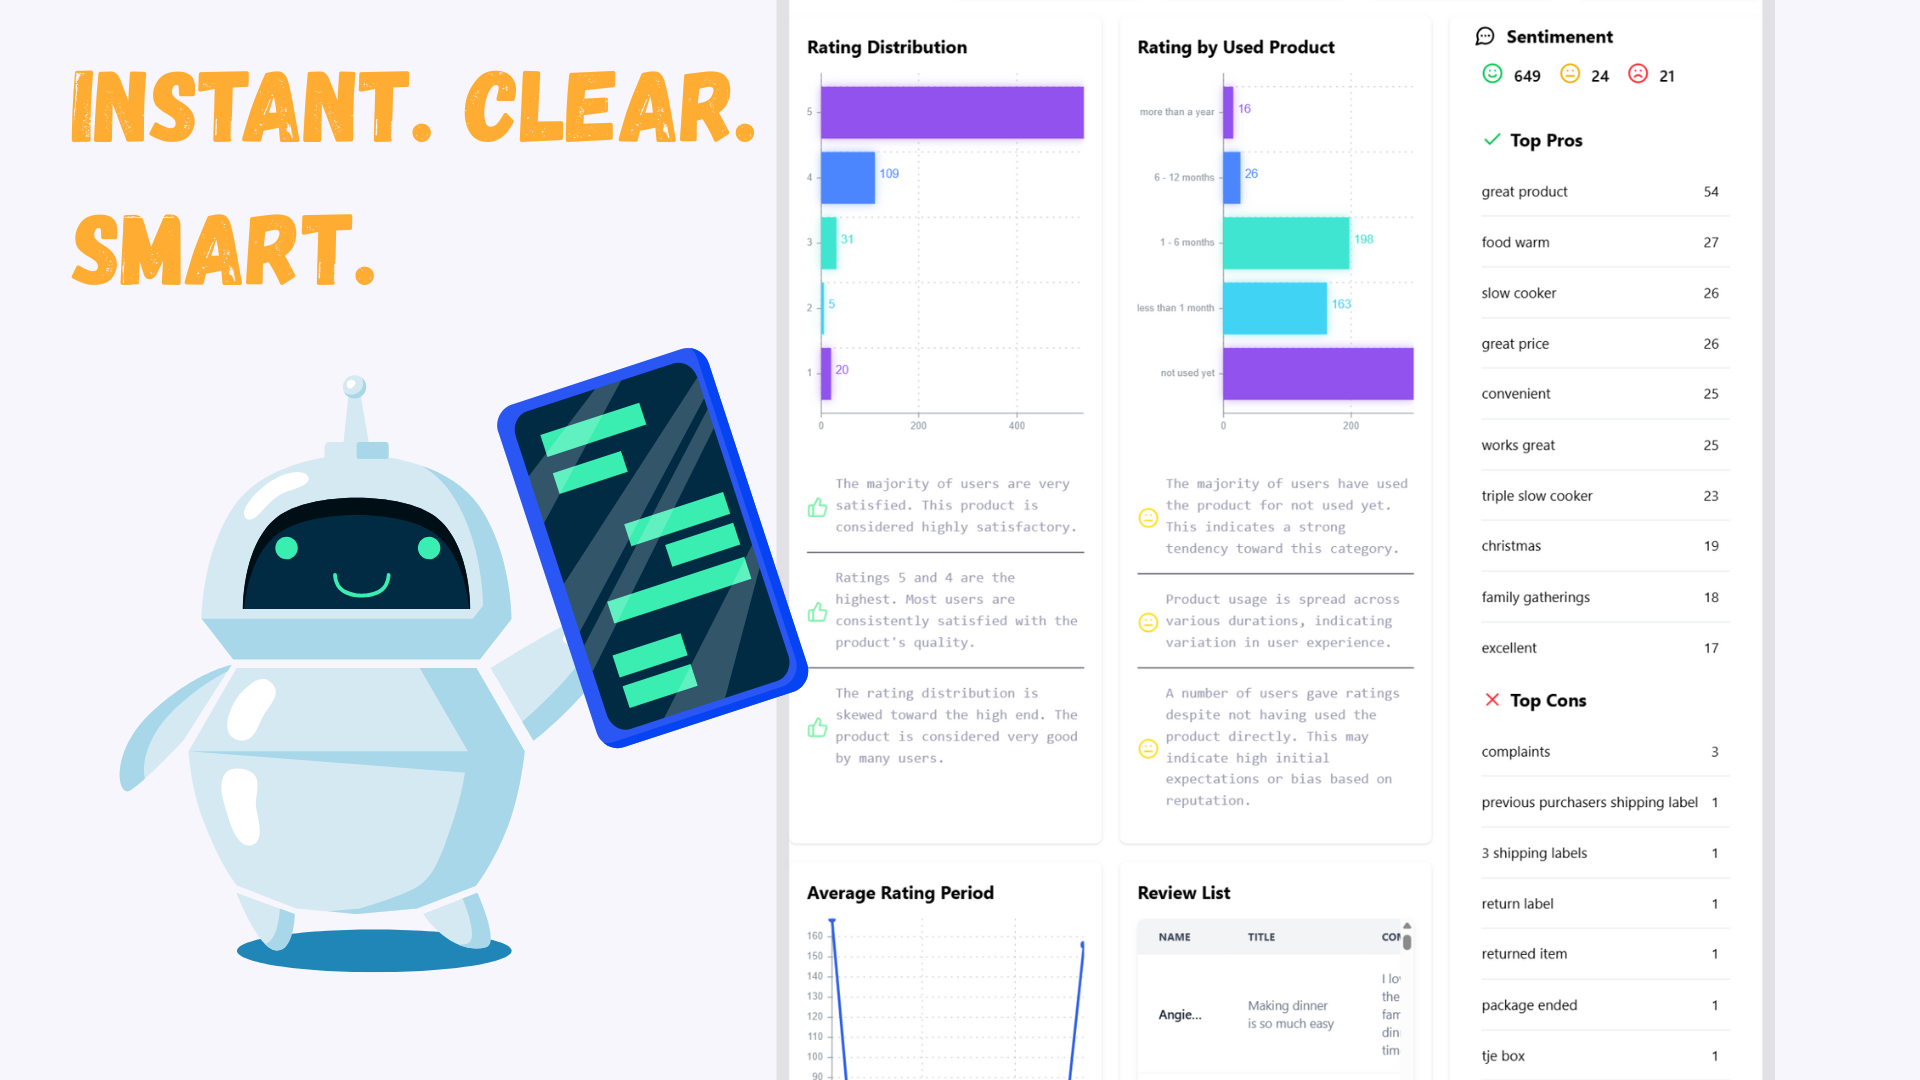 INSTANT. CLEAR.
SMART.
Rating Distribution
5
4
109
3
31
2
5
1
20
0
200
400
The majority of users are very
satisfied. This product is
considered highly satisfactory.
Ratings 5 and 4 are the
highest. Most users are
consistently satisfied with the
product's quality.
The rating distribution is
skewed toward the high end. The
product is considered very good
by many users.
Rating by Used Product
more than a year
16
6 - 12 months
26
1 - 6 months
198
less than 1 month
163
not used yet
0
200
The majority of users have used
the product for not used yet.
This indicates a strong
tendency toward this category.
Product usage is spread across
various durations, indicating
variation in user experience.
A number of users gave ratings
despite not having used the
product directly. This may
indicate high initial
expectations or bias based on
reputation.
Sentimenent
649 24 21
Top Pros
great product 54
food warm 27
slow cooker 26
great price 26
convenient 25
works great 25
triple slow cooker 23
christmas 19
family gatherings 18
excellent 17
Top Cons
complaints 3
previous purchasers shipping label 1
3 shipping labels 1
return label 1
returned item 1
package ended 1
tje box 1
Average Rating Period
160
150
140
130
120
110
100
90
Review List
NAME TITLE
Angie...
Making dinner
is so much easy
I lo
the
fam
din
tim